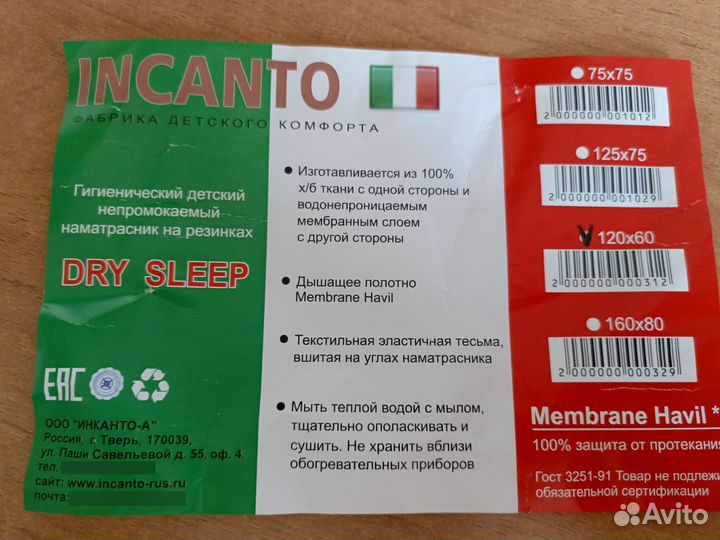 INCANTO
ФАБРИКА ДЕТСКОГО КОМФОРТА
Гигиенический детский
непромокаемый
наматрасник на резинках
DRY SLEEP
EAC
ООО "ИНКАНТО-А"
Россия, г. Тверь, 170039,
ул. Паши Савельевой д. 55, оф. 4.
тел.
сайт: www.incanto-rus.ru
почта:
• Изготавливается из 100%
х/б ткани с одной стороны и
водонепроницаемым
мембранным слоем
с другой стороны
• Дышащее полотно
Membrane Havil
• Текстильная эластичная тесьма,
вшитая на углах наматрасника
• Мыть теплой водой с мылом,
тщательно ополаскивать и
сушить. Не хранить вблизи
обогревательных приборов
75x75
2 000000 001012
125x75
2 000000 001029
120x60
2 000000 000312
160x80
2 000000 000329
Membrane Havil *
100% защита от протекания
Гост 3251-91 Товар не подлежи
обязательной сертификации
Avito